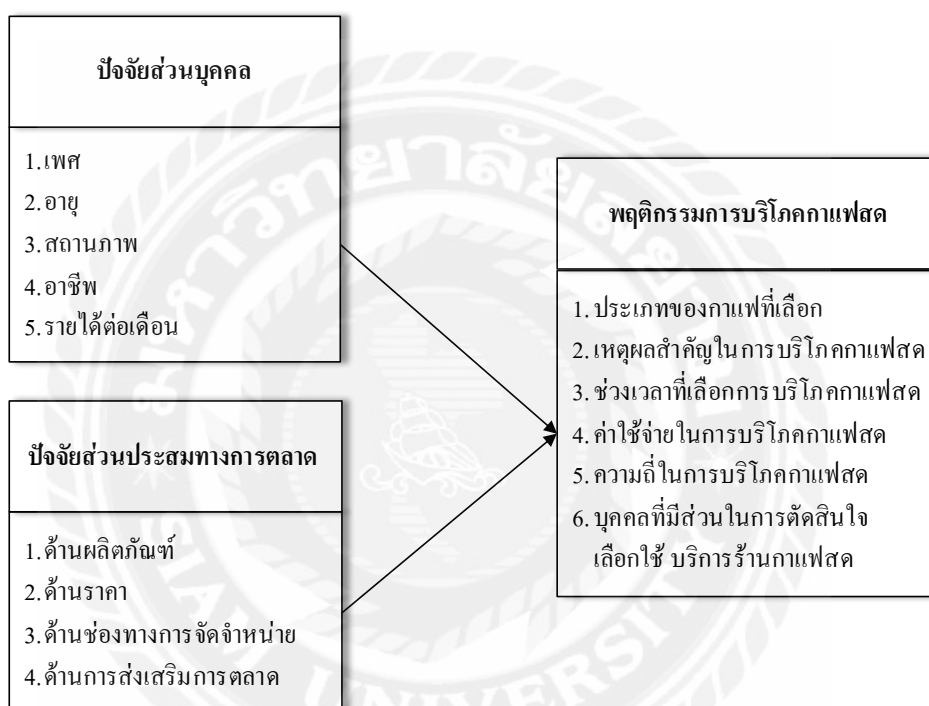 ปัจจัยส่วนบุคคล
1.เพศ
2.อายุ
3.สถานภาพ
4.อาชีพ
5.รายได้ต่อเดือน
ปัจจัยส่วนประสมทางการตลาด
1.ด้านผลิตภัณฑ์
2.ด้านราคา
3.ด้านช่องทางการจัดจำหน่าย
4.ด้านการส่งเสริมการตลาด
พฤติกรรมการบริโภคกาแฟสด
1.ประเภทของกาแฟที่เลือก
2.เหตุผลสำคัญในการบริโภคกาแฟสด
3.ช่วงเวลาที่เลือกการบริโภคกาแฟสด
4.ค่าใช้จ่ายในการบริโภคกาแฟสด
5.ความถี่ในการบริโภคกาแฟสด
6.บุคคลที่มีส่วนในการตัดสินใจ
เลือกใช้ บริการร้านกาแฟสด
มหาวิทยาลัยสยาม
SIAM UNIVERSITY